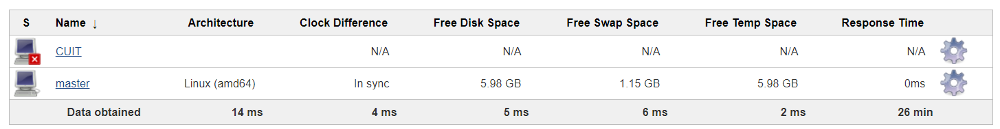 S Name ↓ Architecture Clock Difference Free Disk Space Free Swap Space Free Temp Space Response Time
CUIT N/A N/A N/A N/A N/A
master Linux (amd64) In sync 5.98 GB 1.15 GB 5.98 GB 0ms
Data obtained 14 ms 4 ms 5 ms 6 ms 2 ms 26 min